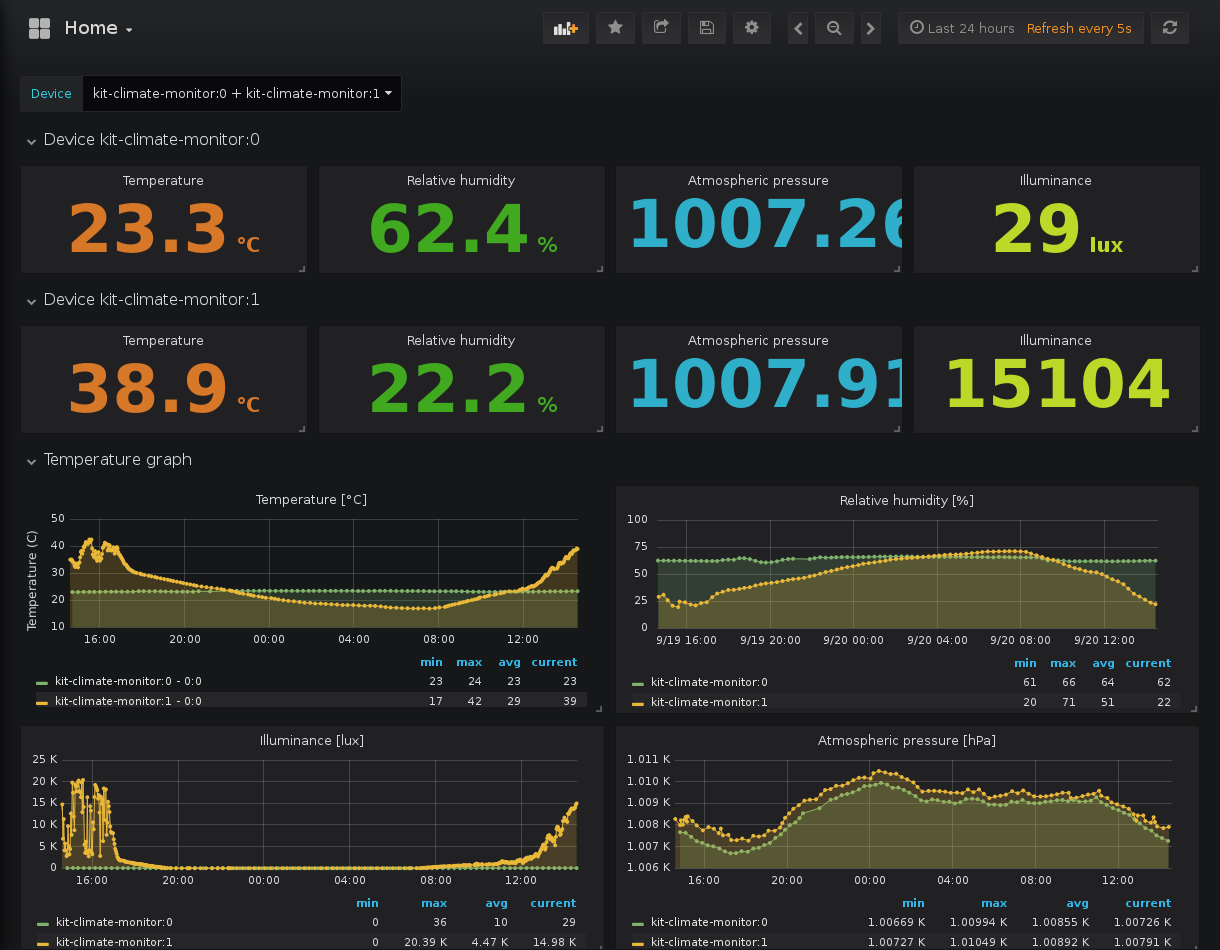 Home
Last 24 hours Refresh every 5s
Device kit-climate-monitor:0 + kit-climate-monitor:1
Device kit-climate-monitor:0
Temperature Relative humidity Atmospheric pressure Illuminance
23.3 °C 62.4 % 1007.26 29 lux
Device kit-climate-monitor:1
Temperature Relative humidity Atmospheric pressure Illuminance
38.9 °C 22.2 % 1007.91 15104
Temperature graph
Temperature [°C]
Temperature (C)
50
40
30
20
10
16:00 20:00 00:00 04:00 08:00 12:00
min max avg current
kit-climate-monitor:0 - 0:0 23 24 23 23
kit-climate-monitor:1 - 0:0 17 42 29 39
Relative humidity [%]
100
75
50
25
0
9/19 16:00 9/19 20:00 9/20 00:00 9/20 04:00 9/20 08:00 9/20 12:00
min max avg current
kit-climate-monitor:0 61 66 64 62
kit-climate-monitor:1 20 71 51 22
Illuminance [lux]
25 K
20 K
15 K
10 K
5 K
0
16:00 20:00 00:00 04:00 08:00 12:00
min max avg current
kit-climate-monitor:0 0 36 10 29
kit-climate-monitor:1 0 20.39 K 4.47 K 14.98 K
Atmospheric pressure [hPa]
1.011 K
1.010 K
1.009 K
1.008 K
1.007 K
1.006 K
16:00 20:00 00:00 04:00 08:00 12:00
min max avg current
kit-climate-monitor:0 1.00669 K 1.00994 K 1.00855 K 1.00726 K
kit-climate-monitor:1 1.00727 K 1.01049 K 1.00892 K 1.00791 K